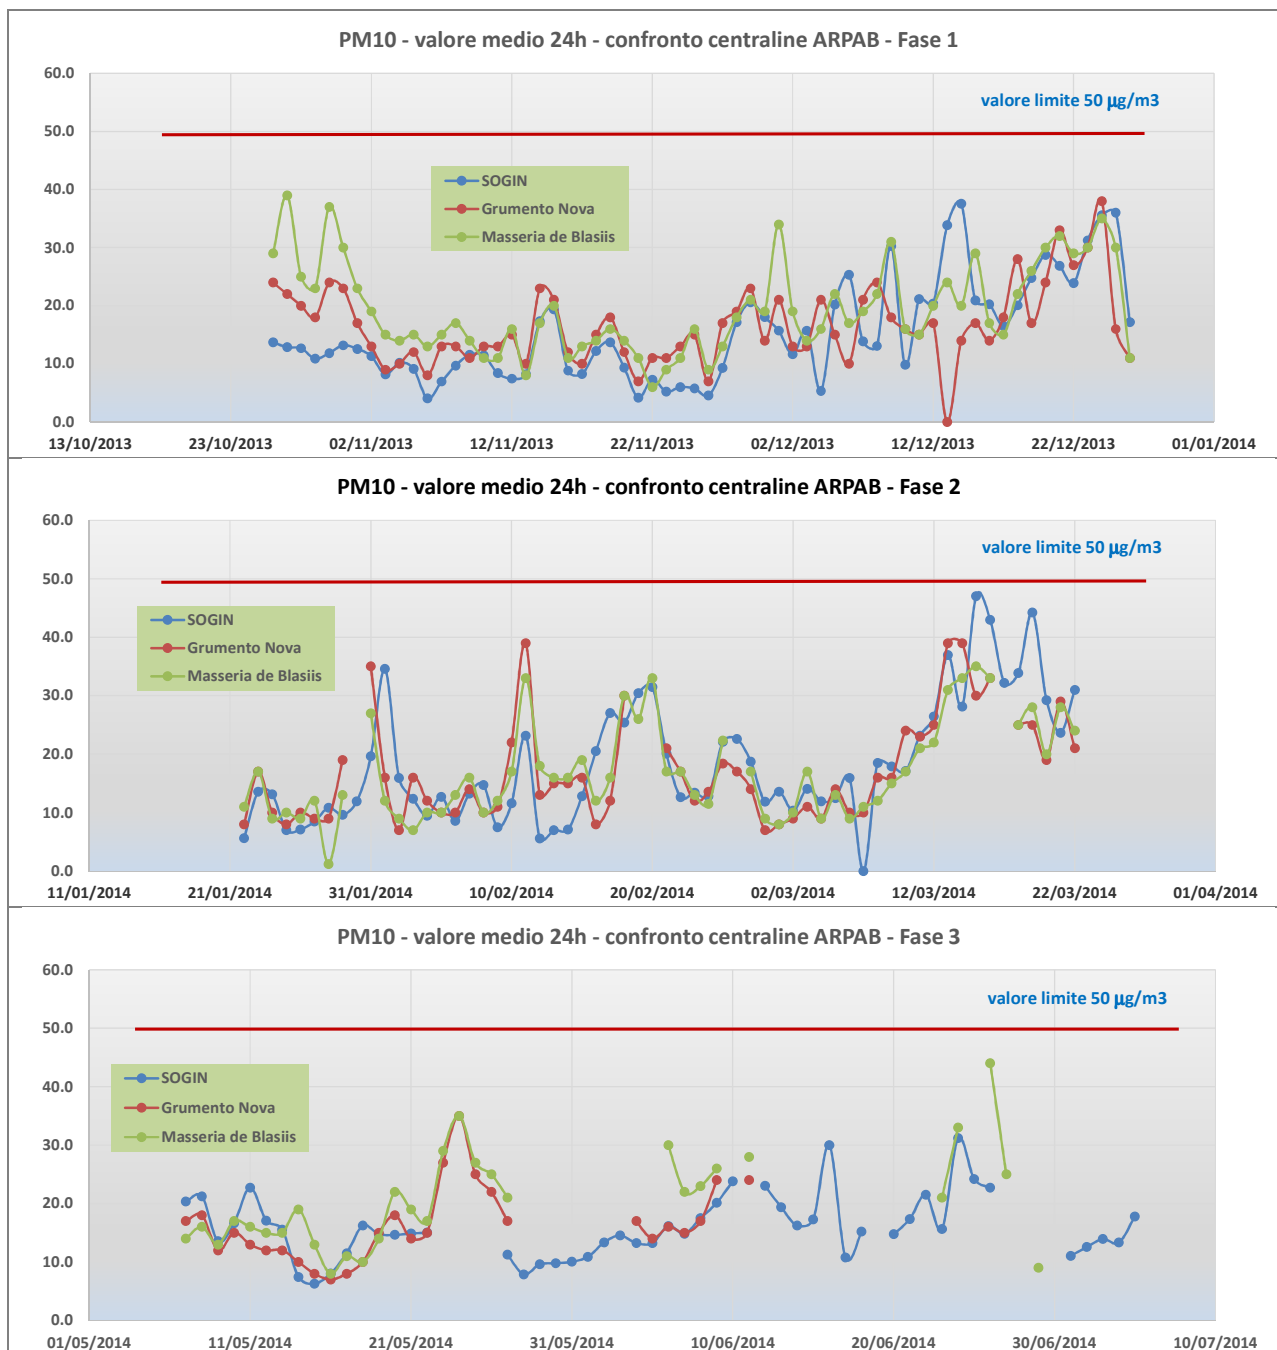 PM10 - valore medio 24h - confronto centraline ARPAB - Fase 1
60.0
valore limite 50 µg/m3
50.0
SOGIN
40.0
Grumento Nova
Masseria de Blasiis
30.0
20.0
10.0
0.0
13/10/2013 23/10/2013 02/11/2013 12/11/2013 22/11/2013 02/12/2013 12/12/2013 22/12/2013 01/01/2014
PM10 - valore medio 24h - confronto centraline ARPAB - Fase 2
60.0
valore limite 50 µg/m3
50.0
SOGIN
Grumento Nova
40.0
Masseria de Blasiis
30.0
20.0
10.0
0.0
11/01/2014 21/01/2014 31/01/2014 10/02/2014 20/02/2014 02/03/2014 12/03/2014 22/03/2014 01/04/2014
PM10 - valore medio 24h - confronto centraline ARPAB - Fase 3
60.0
valore limite 50 µg/m3
50.0
SOGIN
40.0
Grumento Nova
Masseria de Blasiis
30.0
20.0
10.0
0.0
01/05/2014 11/05/2014 21/05/2014 31/05/2014 10/06/2014 20/06/2014 30/06/2014 10/07/2014